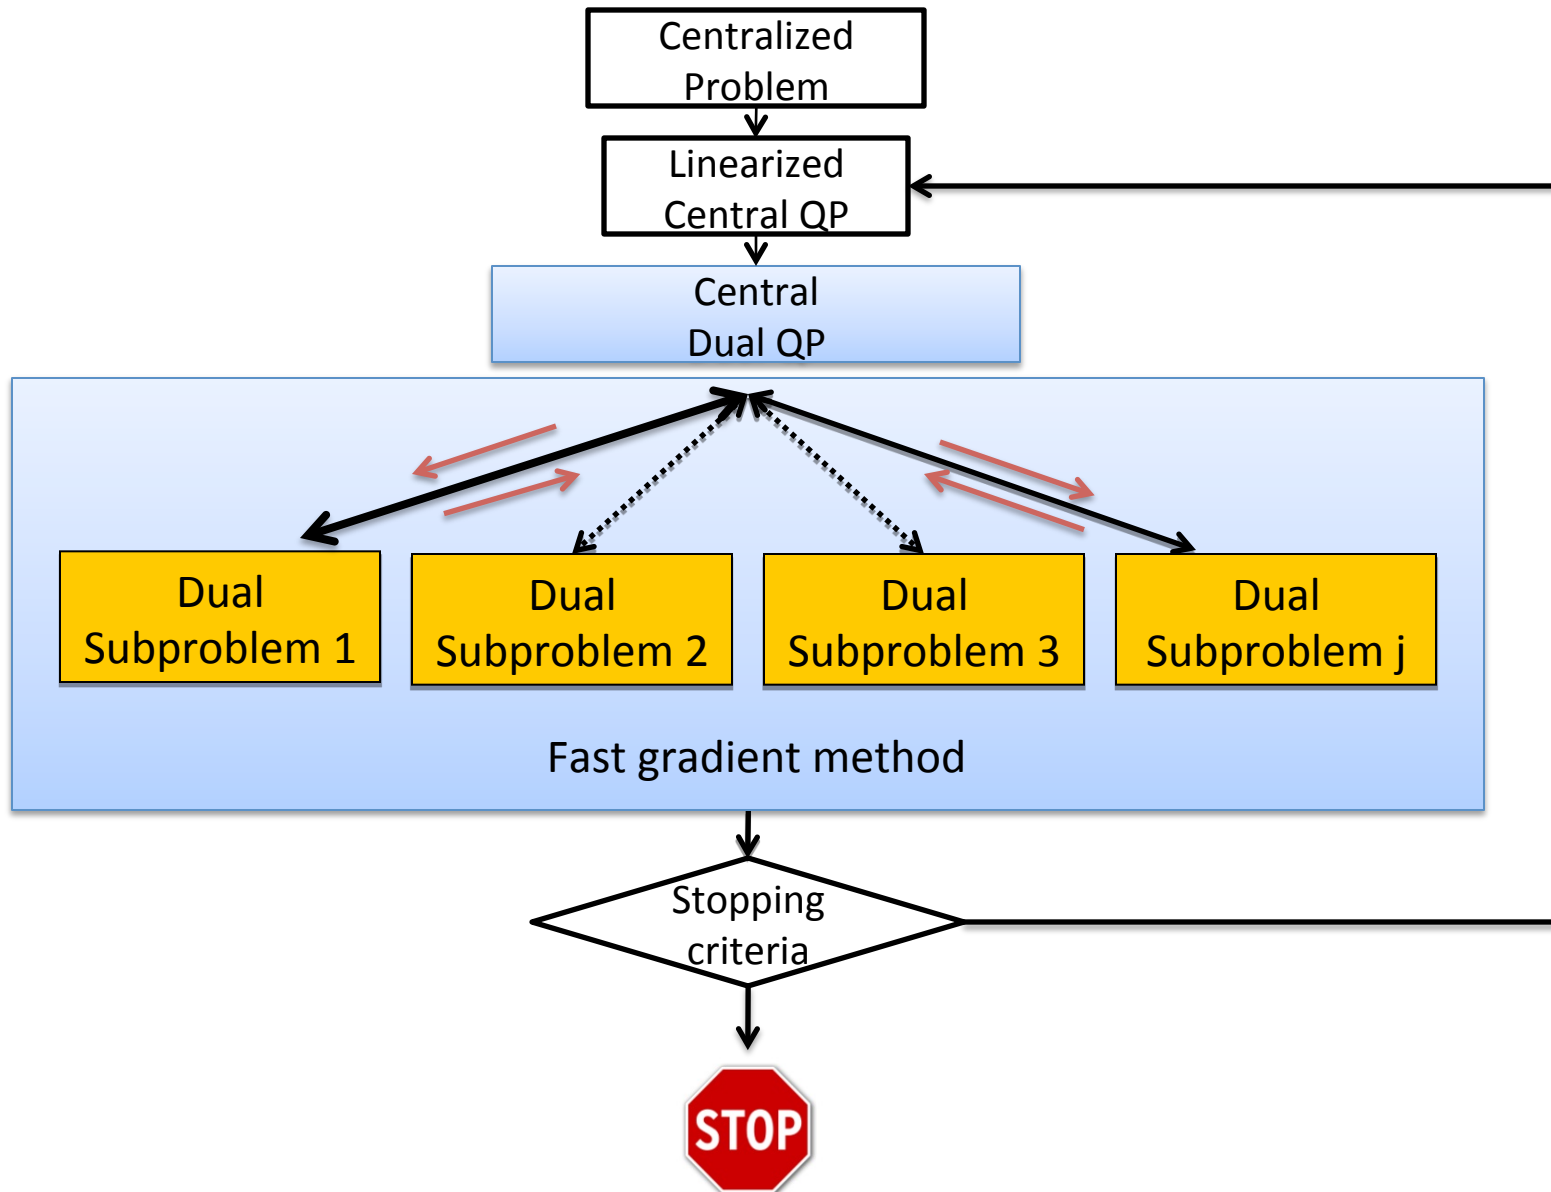 Centralized
Problem
Linearized
Central QP
Central
Dual QP
Dual
Subproblem 1
Dual
Subproblem 2
Dual
Subproblem 3
Dual
Subproblem j
Fast gradient method
Stopping
criteria
STOP